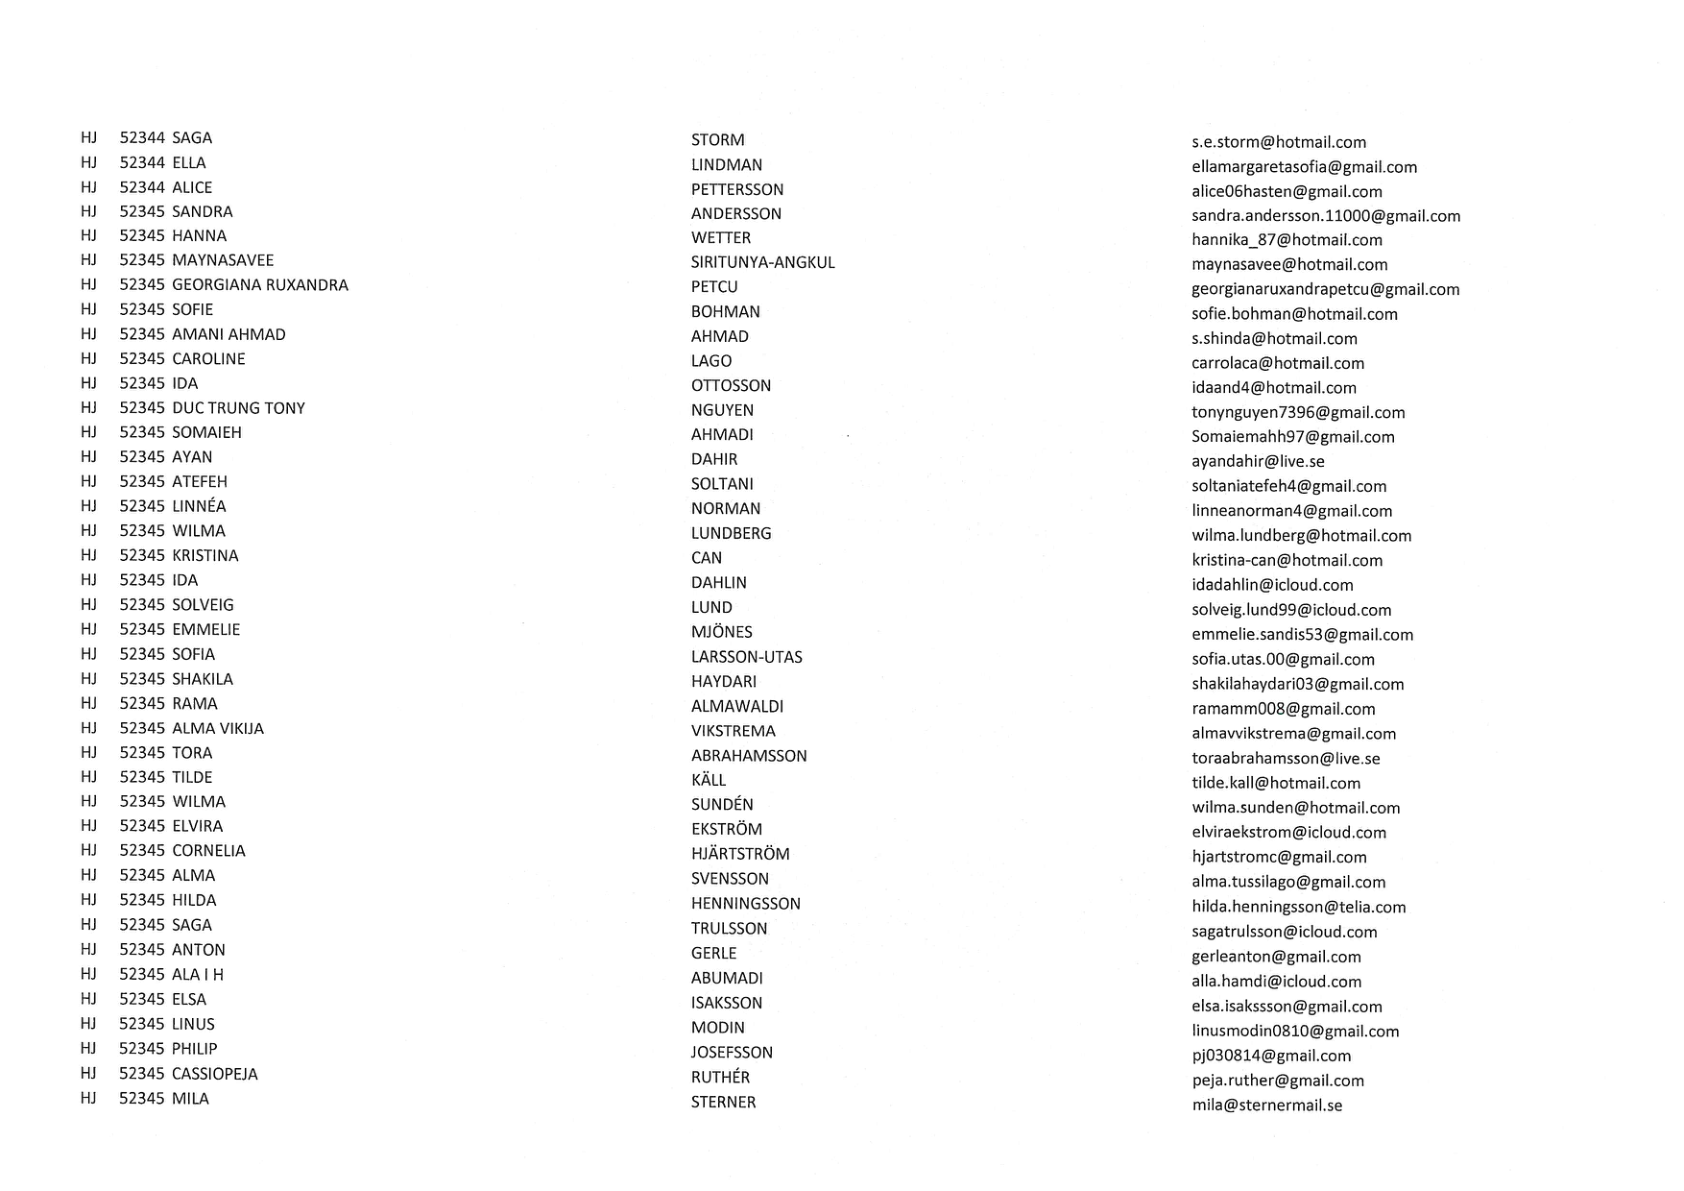 HJ 52344 SAGA STORM s.e.storm@hotmail.com
HJ 52344 ELLA LINDMAN ellamargaretasofia@gmail.com
HJ 52344 ALICE PETTERSSON alice06hasten@gmail.com
HJ 52345 SANDRA ANDERSSON sandra.andersson.11000@gmail.com
HJ 52345 HANNA WETTER hannika_87@hotmail.com
HJ 52345 MAYNASAVEE SIRITUNYA-ANGKUL maynasavee@hotmail.com
HJ 52345 GEORGIANA RUXANDRA PETCU georgianaruxandrapetcu@gmail.com
HJ 52345 SOFIE BOHMAN sofie.bohman@hotmail.com
HJ 52345 AMANI AHMAD AHMAD s.shinda@hotmail.com
HJ 52345 CAROLINE LAGO carrolaca@hotmail.com
HJ 52345 IDA OTTOSSON idaand4@hotmail.com
HJ 52345 DUC TRUNG TONY NGUYEN tonynguyen7396@gmail.com
HJ 52345 SOMAIEH AHMADI Somaiemahh97@gmail.com
HJ 52345 AYAN DAHIR ayandahir@live.se
HJ 52345 ATEFEH SOLTANI soltaniatefeh4@gmail.com
HJ 52345 LINNÉA NORMAN linneanorman4@gmail.com
HJ 52345 WILMA LUNDBERG wilma.lundberg@hotmail.com
HJ 52345 KRISTINA CAN kristina-can@hotmail.com
HJ 52345 IDA DAHLIN idadahlin@icloud.com
HJ 52345 SOLVEIG LUND solveig.lund99@icloud.com
HJ 52345 EMMELIE MJÖNES emmelie.sandis53@gmail.com
HJ 52345 SOFIA LARSSON-UTAS sofia.utas.00@gmail.com
HJ 52345 SHAKILA HAYDARI shakilahaydari03@gmail.com
HJ 52345 RAMA ALMAWALDI ramamm008@gmail.com
HJ 52345 ALMA VIKIJA VIKSTREMA almavvikstrema@gmail.com
HJ 52345 TORA ABRAHAMSSON toraabrahamsson@live.se
HJ 52345 TILDE KÄLL tilde.kall@hotmail.com
HJ 52345 WILMA SUNDÉN wilma.sunden@hotmail.com
HJ 52345 ELVIRA EKSTRÖM elviraekstrom@icloud.com
HJ 52345 CORNELIA HJÄRTSTRÖM hjartstromc@gmail.com
HJ 52345 ALMA SVENSSON alma.tussilago@gmail.com
HJ 52345 HILDA HENNINGSSON hilda.henningsson@telia.com
HJ 52345 SAGA TRULSSON sagatrulsson@icloud.com
HJ 52345 ANTON GERLE gerleanton@gmail.com
HJ 52345 ALA I H ABUMADI alla.hamdi@icloud.com
HJ 52345 ELSA ISAKSSON elsa.isakssson@gmail.com
HJ 52345 LINUS MODIN linusmodin0810@gmail.com
HJ 52345 PHILIP JOSEFSSON pj030814@gmail.com
HJ 52345 CASSIOPEJA RUTHÉR peja.ruther@gmail.com
HJ 52345 MILA STERNER mila@sternermail.se